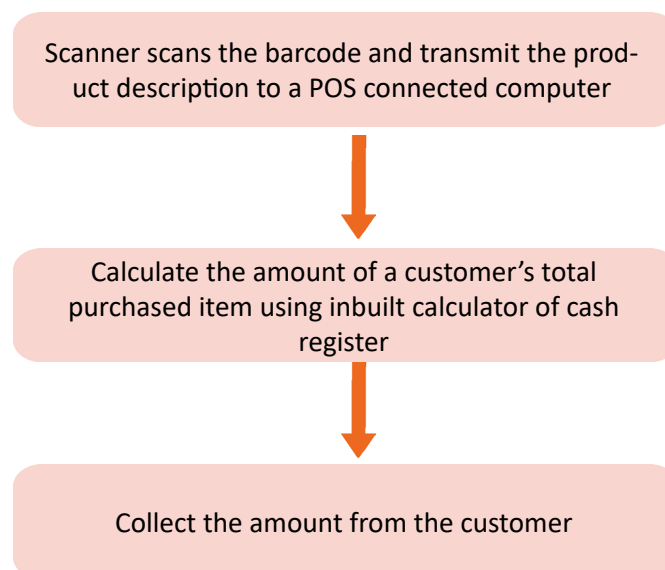 Scanner scans the barcode and transmit the prod-
uct description to a POS connected computer
Calculate the amount of a customer’s total
purchased item using inbuilt calculator of cash
register
Collect the amount from the customer